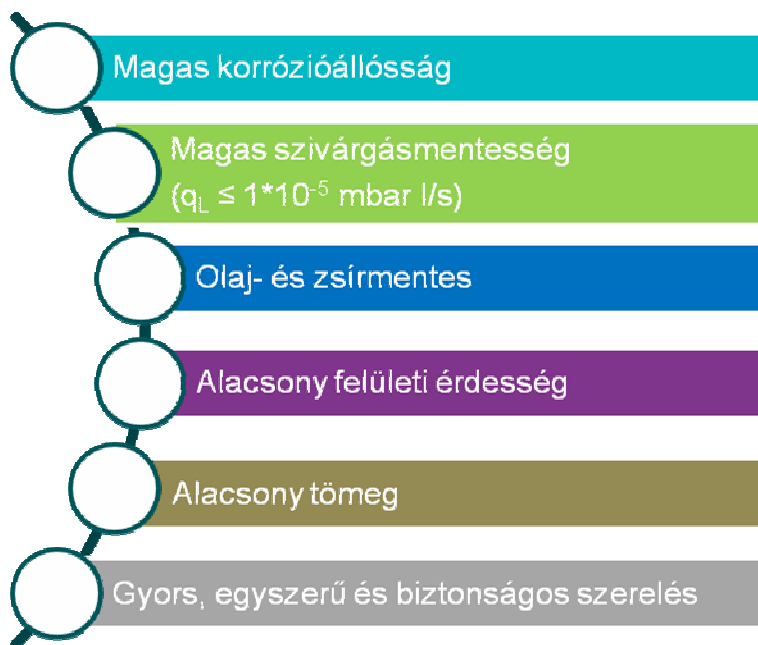 Magas korrózióállósság
Magas szivárgásmentesség
(qL ≤ 1*10-5 mbar l/s)
Olaj- és zsírmentes
Alacsony felületi érdesség
Alacsony tömeg
Gyors, egyszerű és biztonságos szerelés